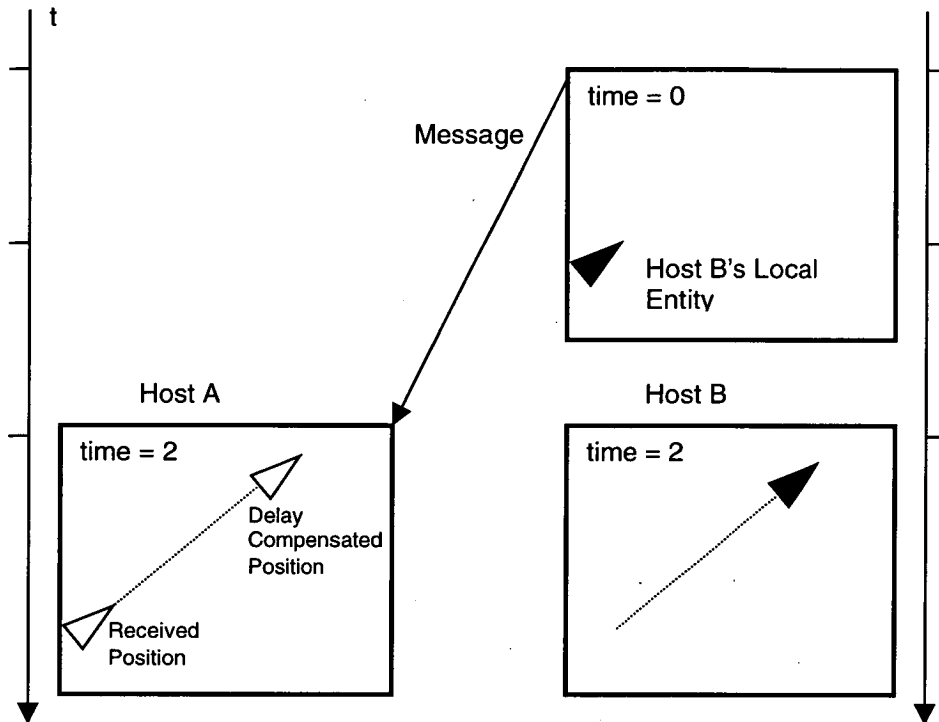 t
time = 0
Message
Host B's Local
Entity
Host A
Host B
time = 2
time = 2
Delay
Compensated
Position
Received
Position